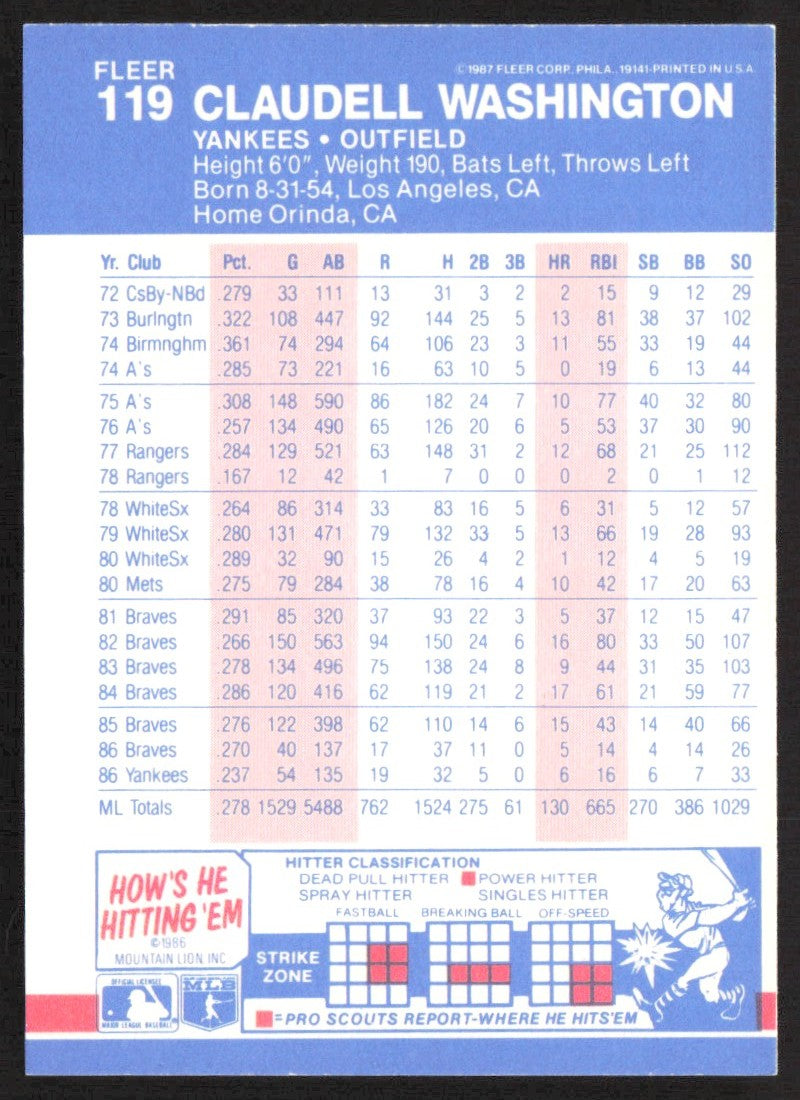 FLEER
©1987 FLEER CORP. PHILA. 19141-PRINTED IN U.S.A.
119 CLAUDELL WASHINGTON
YANKEES • OUTFIELD
Height 6'0", Weight 190, Bats Left, Throws Left
Born 8-31-54, Los Angeles, CA
Home Orinda, CA
Yr. Club Pct. G AB R H 2B 3B HR RBI SB BB SO
72 CsBy-NBd .279 33 111 13 31 3 2 2 15 9 12 29
73 Burlngtn .322 108 447 92 144 25 5 13 81 38 37 102
74 Birmnghm .361 74 294 64 106 23 3 11 55 33 19 44
74 A's .285 73 221 16 63 10 5 0 19 6 13 44
75 A's .308 148 590 86 182 24 7 10 77 40 32 80
76 A's .257 134 490 65 126 20 6 5 53 37 30 90
77 Rangers .284 129 521 63 148 31 2 12 68 21 25 112
78 Rangers .167 12 42 1 7 0 0 0 2 0 1 12
78 WhiteSx .264 86 314 33 83 16 5 6 31 5 12 57
79 WhiteSx .280 131 471 79 132 33 5 13 66 19 28 93
80 WhiteSx .289 32 90 15 26 4 2 1 12 4 5 19
80 Mets .275 79 284 38 78 16 4 10 42 17 20 63
81 Braves .291 85 320 37 93 22 3 5 37 12 15 47
82 Braves .266 150 563 94 150 24 6 16 80 33 50 107
83 Braves .278 134 496 75 138 24 8 9 44 31 35 103
84 Braves .286 120 416 62 119 21 2 17 61 21 59 77
85 Braves .276 122 398 62 110 14 6 15 43 14 40 66
86 Braves .270 40 137 17 37 11 0 5 14 4 14 26
86 Yankees .237 54 135 19 32 5 0 6 16 6 7 33
ML Totals .278 1529 5488 762 1524 275 61 130 665 270 386 1029
HOW'S HE
HITTING 'EM
©1986
MOUNTAIN LION, INC
HITTER CLASSIFICATION
DEAD PULL HITTER POWER HITTER
SPRAY HITTER SINGLES HITTER
FASTBALL BREAKING BALL OFF-SPEED
STRIKE
ZONE
=PRO SCOUTS REPORT-WHERE HE HITS 'EM
OFFICIAL LICENSEE
MAJOR LEAGUE BASEBALL